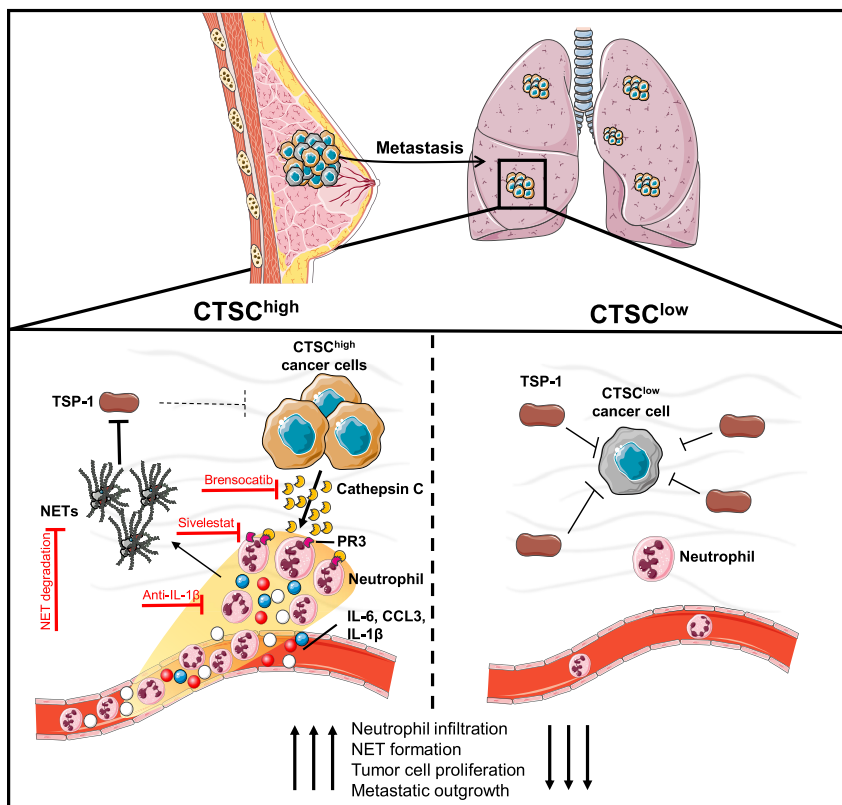 Metastasis
CTSChigh
CTSClow
CTSChigh
cancer cells
TSP-1
Brensocatib
Cathepsin C
NETs
Sivelestat
PR3
Neutrophil
NET degradation
Anti-IL-1β
IL-6, CCL3,
IL-1β
TSP-1
CTSClow
cancer cell
Neutrophil
Neutrophil infiltration
NET formation
Tumor cell proliferation
Metastatic outgrowth